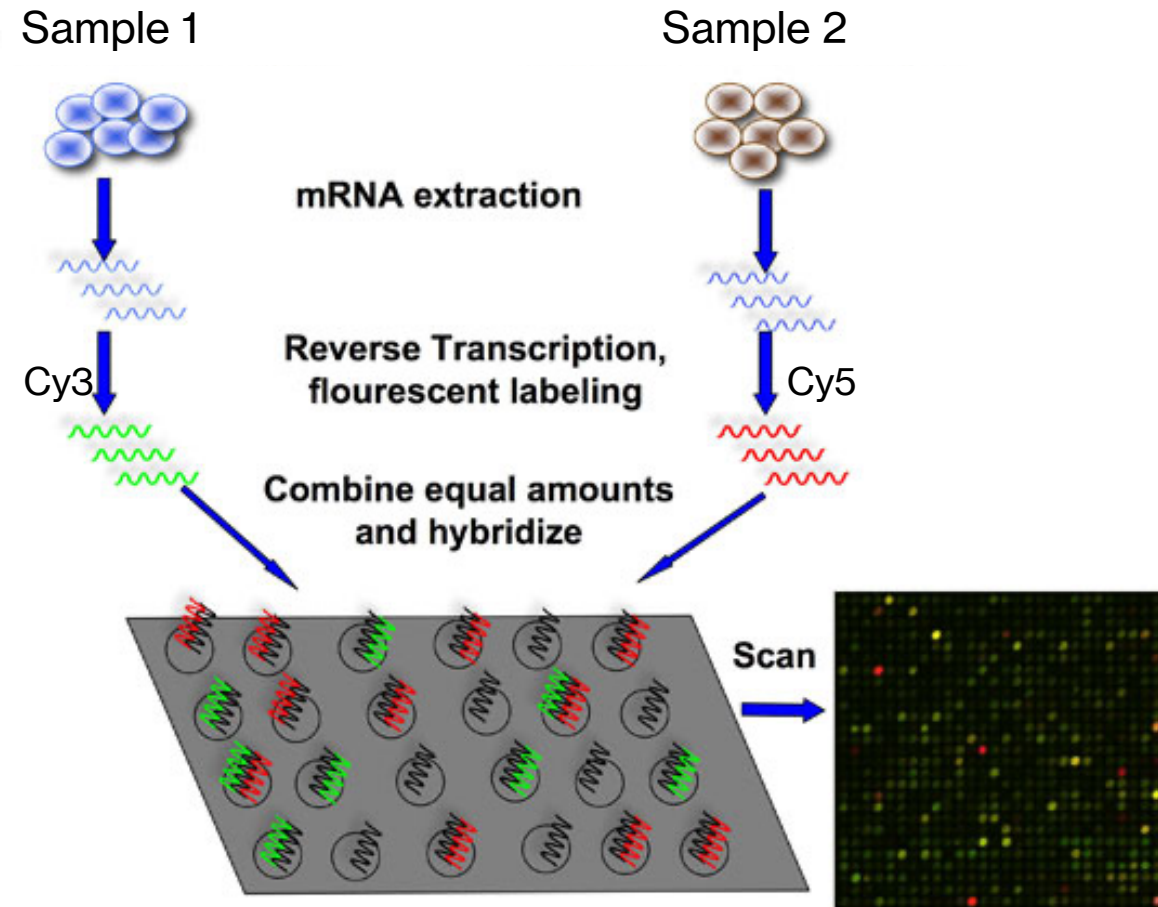 Sample 1
Sample 2
mRNA extraction
Reverse Transcription,
flourescent labeling
Cy3
Cy5
Combine equal amounts
and hybridize
Scan